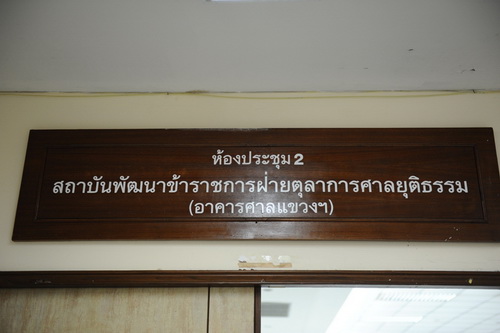 ห้องประชุม 2
สถาบันพัฒนาข้าราชการฝ่ายตุลาการศาลยุติธรรม
(อาคารศาลแขวงฯ)